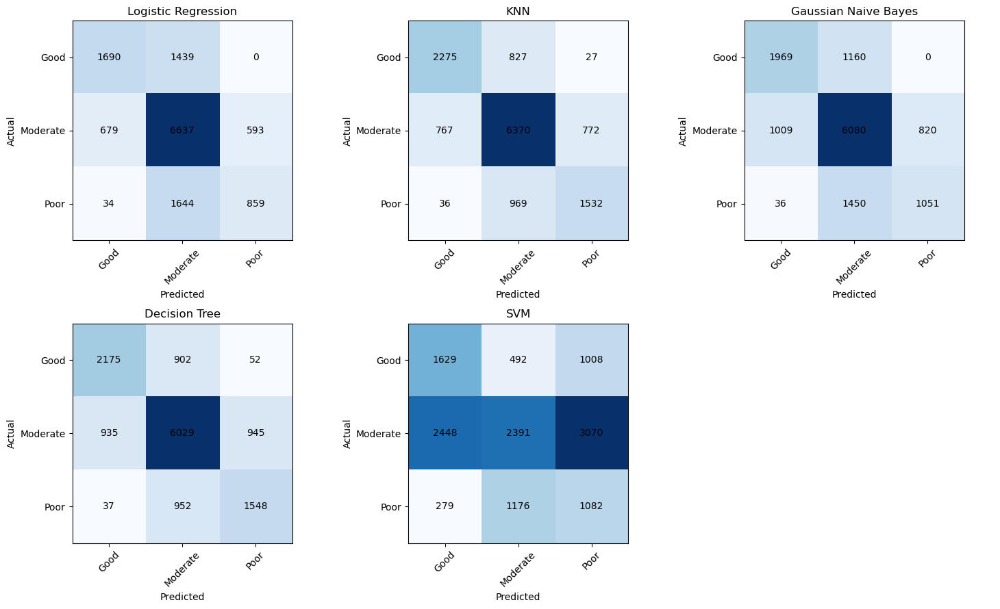 Logistic Regression
Good 1690 1439 0
Moderate 679 6637 593
Poor 34 1644 859
Good Moderate Poor
Actual
Predicted
KNN
Good 2275 827 27
Moderate 767 6370 772
Poor 36 969 1532
Good Moderate Poor
Actual
Predicted
Gaussian Naive Bayes
Good 1969 1160 0
Moderate 1009 6080 820
Poor 36 1450 1051
Good Moderate Poor
Actual
Predicted
Decision Tree
Good 2175 902 52
Moderate 935 6029 945
Poor 37 952 1548
Good Moderate Poor
Actual
Predicted
SVM
Good 1629 492 1008
Moderate 2448 2391 3070
Poor 279 1176 1082
Good Moderate Poor
Actual
Predicted